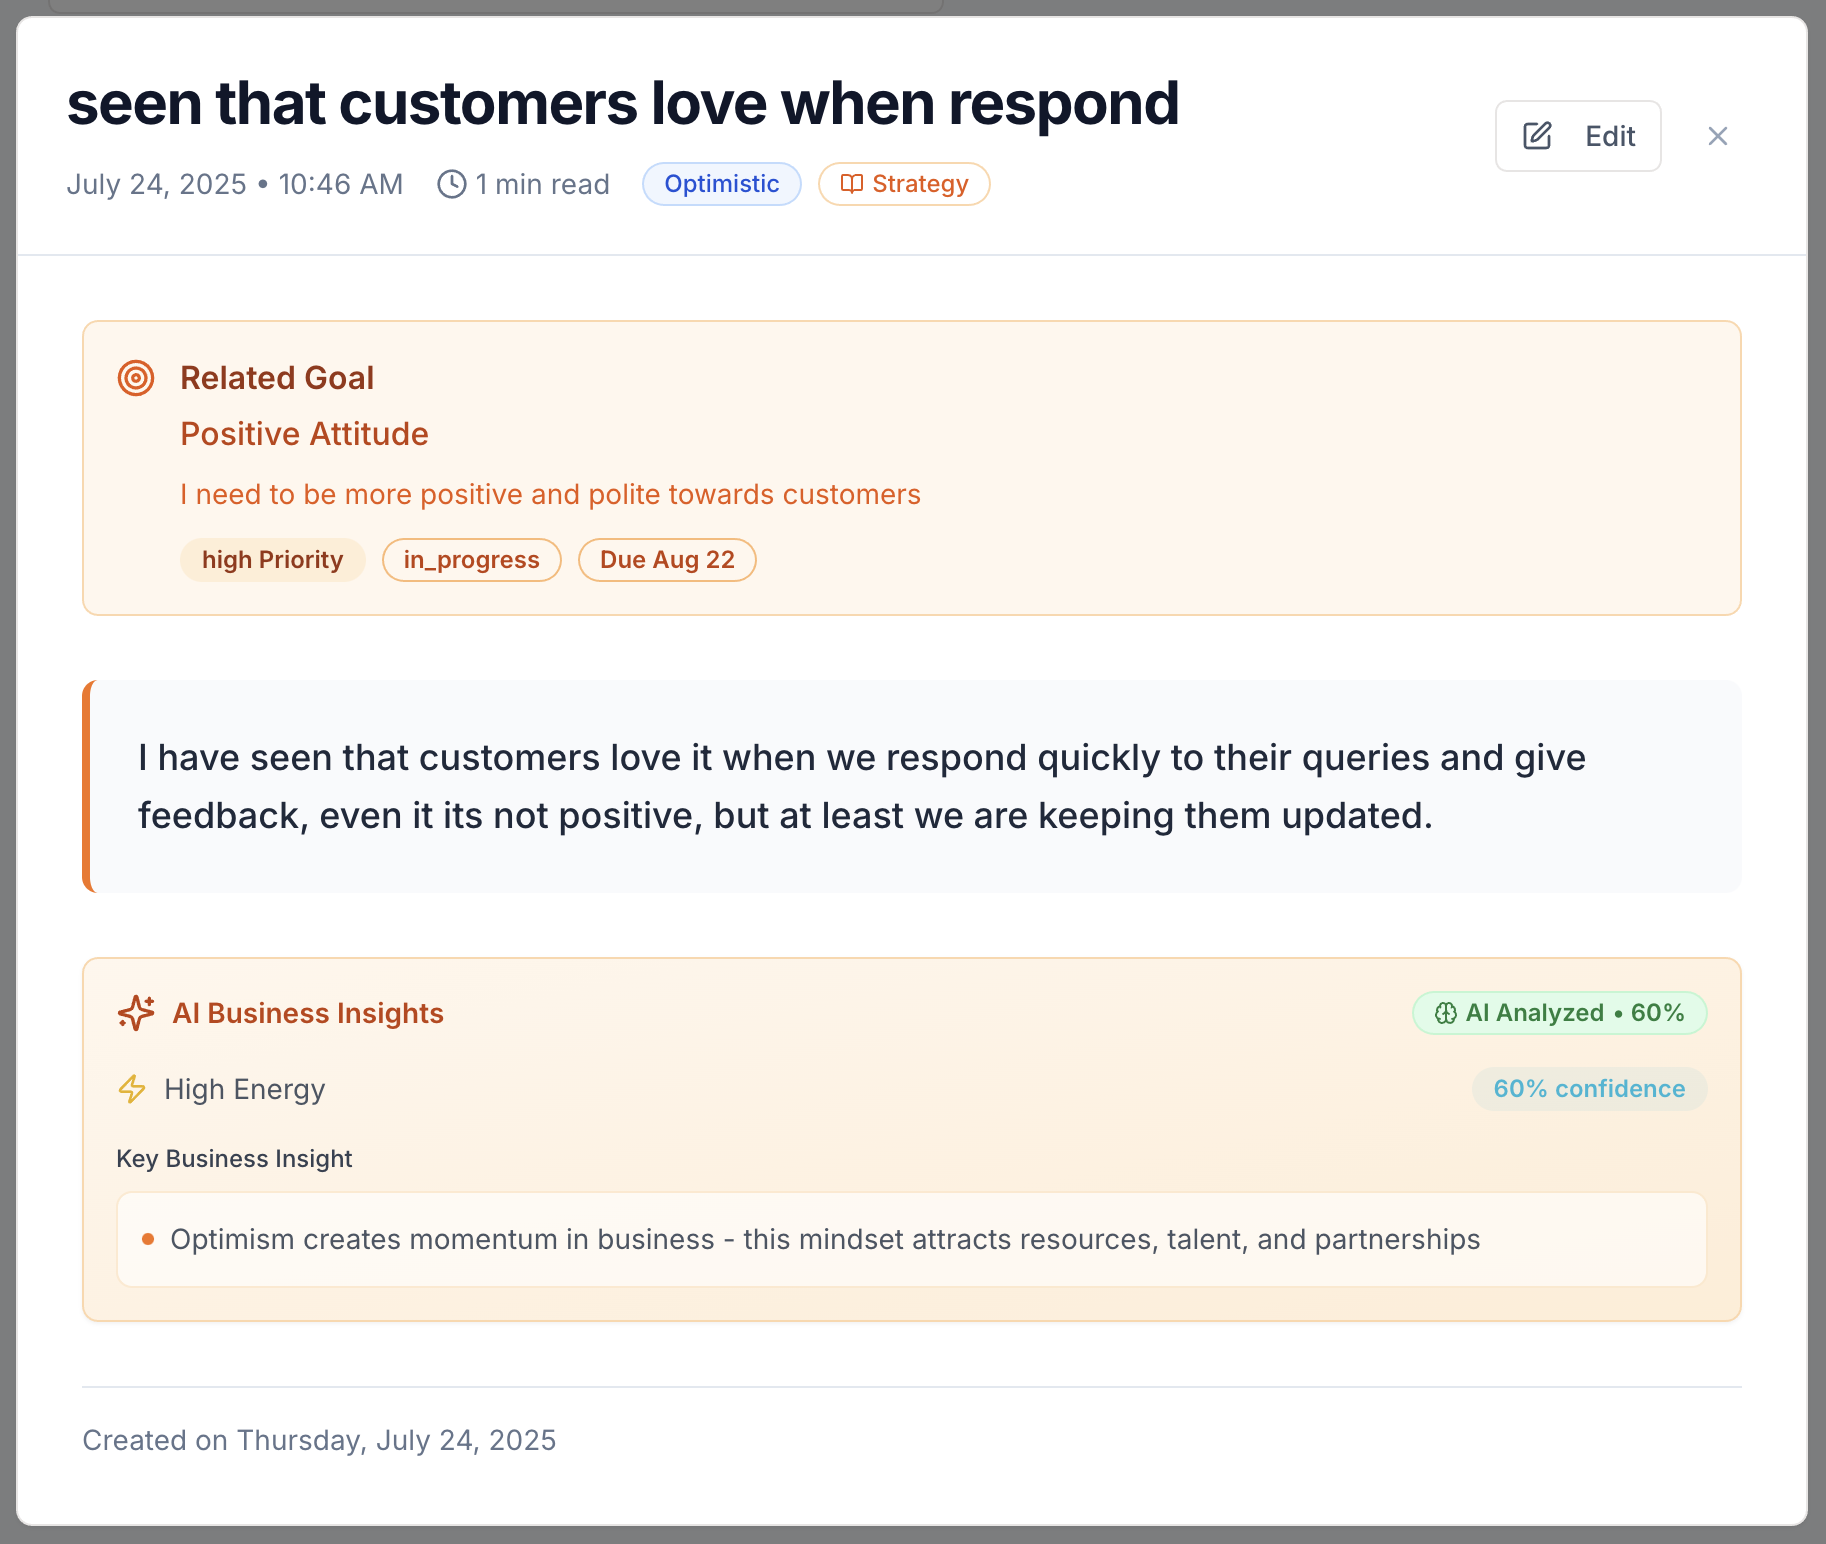 seen that customers love when respond
Edit
July 24, 2025 • 10:46 AM 1 min read Optimistic Strategy
Related Goal
Positive Attitude
I need to be more positive and polite towards customers
high Priority in_progress Due Aug 22
I have seen that customers love it when we respond quickly to their queries and give
feedback, even it its not positive, but at least we are keeping them updated.
AI Business Insights AI Analyzed • 60%
High Energy 60% confidence
Key Business Insight
• Optimism creates momentum in business - this mindset attracts resources, talent, and partnerships
Created on Thursday, July 24, 2025